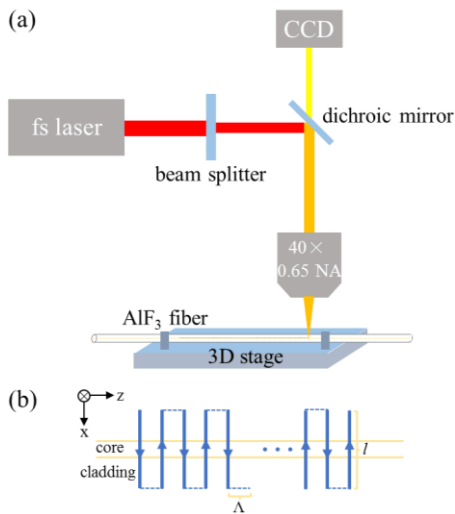 (a)
CCD
fs laser
dichroic mirror
beam splitter
40×
0.65 NA
AlF₃ fiber
3D stage
(b)
z
x
core
cladding
l
Λ